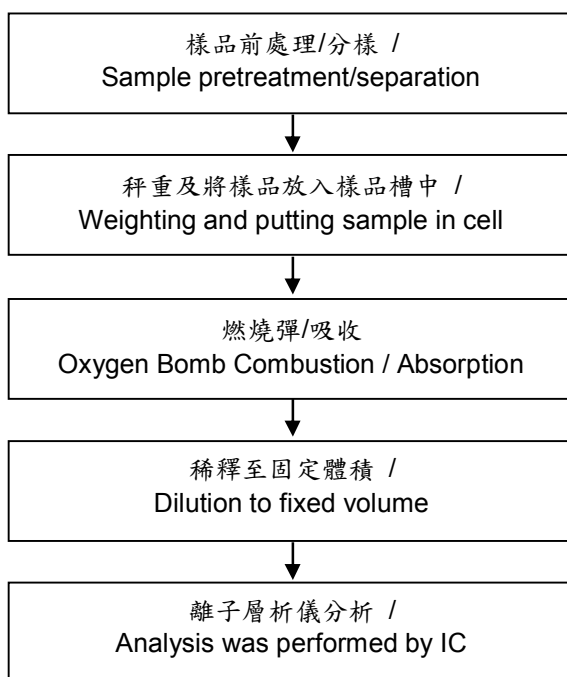 樣品前處理/分樣 /
Sample pretreatment/separation
秤重及將樣品放入樣品槽中 /
Weighting and putting sample in cell
燃燒彈/吸收
Oxygen Bomb Combustion / Absorption
稀釋至固定體積 /
Dilution to fixed volume
離子層析儀分析 /
Analysis was performed by IC